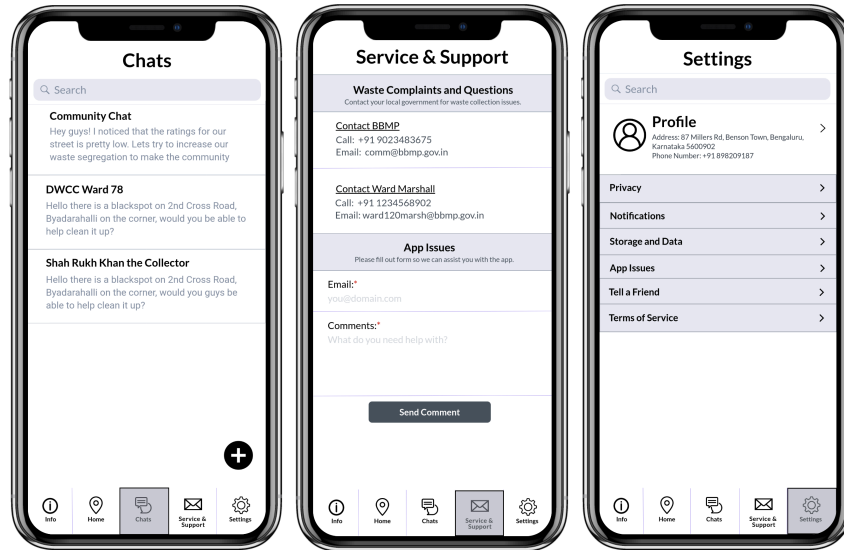 Chats
Search
Community Chat
Hey guys! I noticed that the ratings for our
street is pretty low. Lets try to increase our
waste segregation to make the community
DWCC Ward 78
Hello there is a blackspot on 2nd Cross Road,
Byadarahalli on the corner, would you be able to
help clean it up?
Shah Rukh Khan the Collector
Hello there is a blackspot on 2nd Cross Road,
Byadarahalli on the corner, would you guys be
able to help clean it up?
Info
Home
Chats
Service &
Support
Settings
Service & Support
Waste Complaints and Questions
Contact your local government for waste collection issues.
Contact BBMP
Call: +91 9023483675
Email: comm@bbmp.gov.in
Contact Ward Marshall
Call: +91 1234568902
Email: ward120marsh@bbmp.gov.in
App Issues
Please fill out form so we can assist you with the app.
Email:*
you@domain.com
Comments:*
What do you need help with?
Send Comment
Info
Home
Chats
Service &
Support
Settings
Settings
Search
Profile
Address: 87 Millers Rd, Benson Town, Bengaluru,
Karnataka 5600902
Phone Number: +91 898209187
Privacy
Notifications
Storage and Data
App Issues
Tell a Friend
Terms of Service
Info
Home
Chats
Service &
Support
Settings